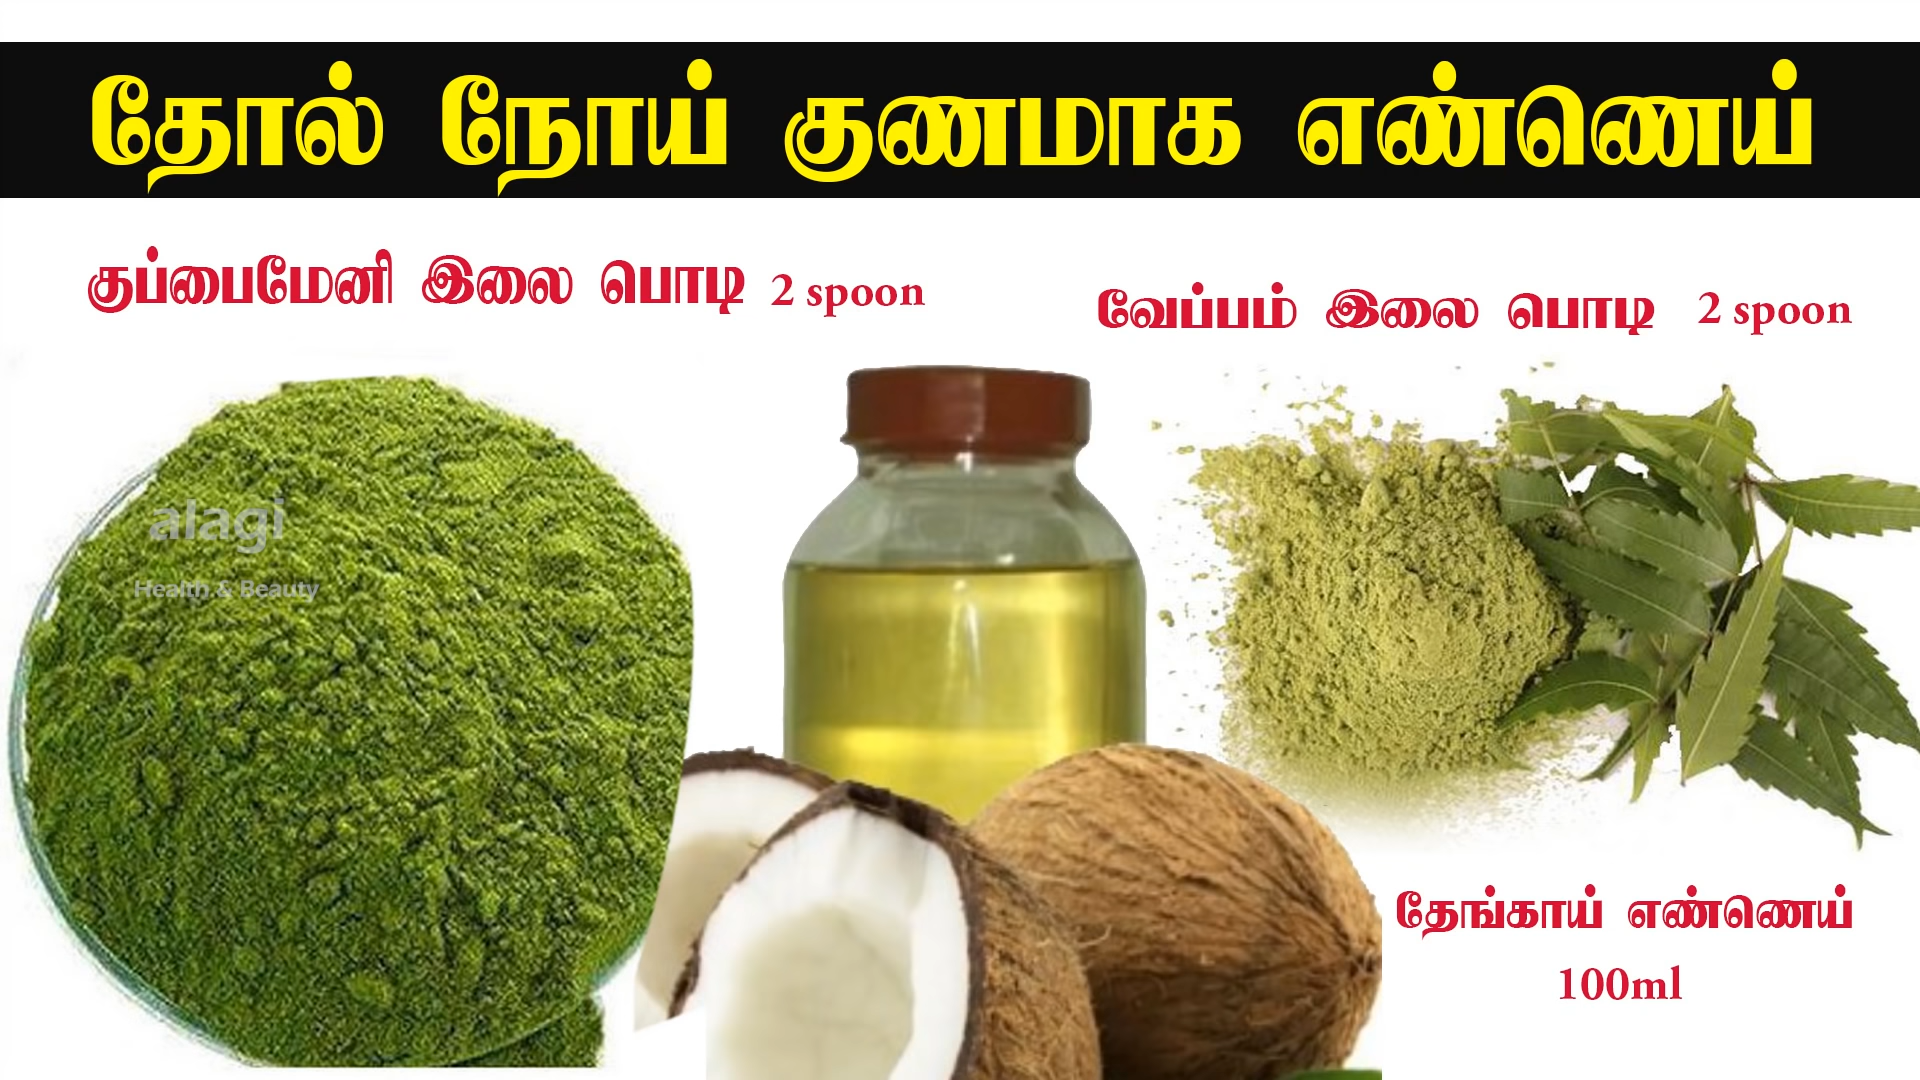 தோல் நோய் குணமாக எண்ணெய்
குப்பைமேனி இலை பொடி 2 spoon
வேப்பம் இலை பொடி 2 spoon
alagi
Health & Beauty
தேங்காய் எண்ணெய்
100ml